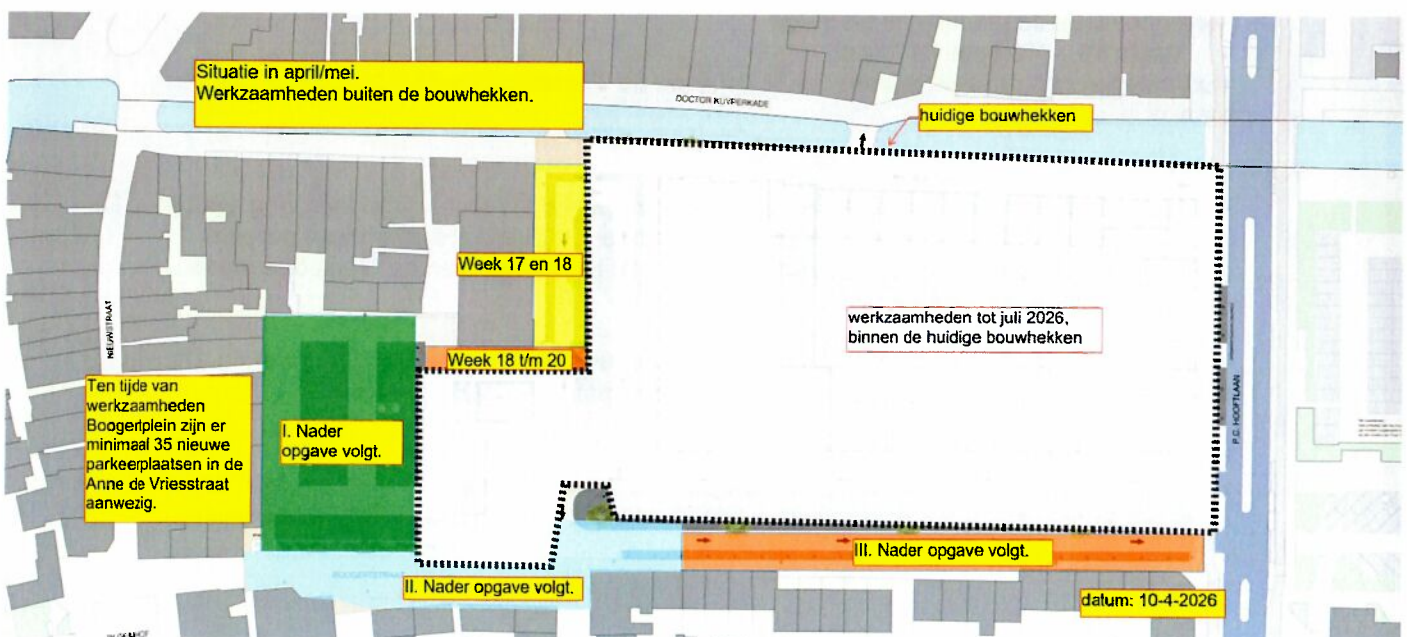 Situatie in april/mei.
Werkzaamheden buiten de bouwhekken.
DOCTOR KUYPERKADE
huidige bouwhekken
Week 17 en 18
NIEUWSTRAAT
werkzaamheden tot juli 2026,
binnen de huidige bouwhekken
Week 18 t/m 20
Ten tijde van
werkzaamheden
Boogertplein zijn er
minimaal 35 nieuwe
parkeerplaatsen in de
Anne de Vriesstraat
aanwezig.
I. Nader
opgave volgt.
P.C. HOOFTLAAN
III. Nader opgave volgt.
II. Nader opgave volgt.
datum: 10-4-2026